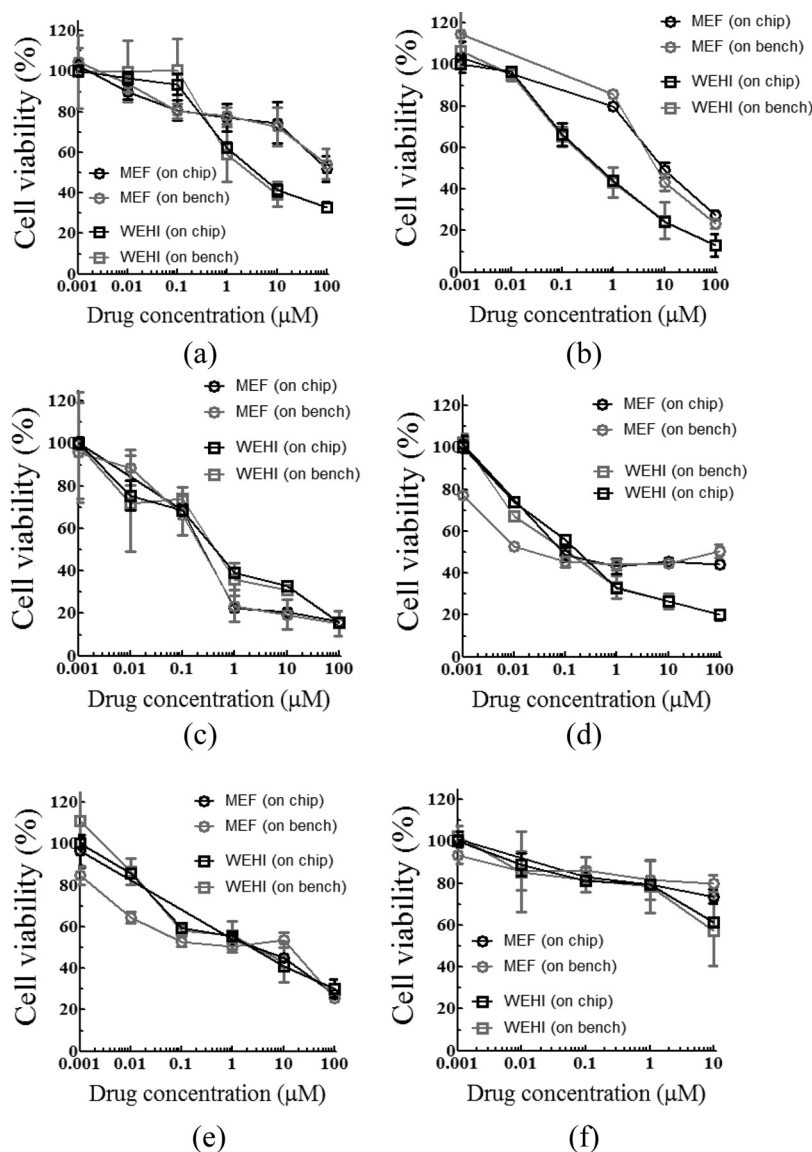 Cell viability (%)
120
100
80
60
40
20
0
MEF (on chip)
MEF (on bench)
WEHI (on chip)
WEHI (on bench)
0.001 0.01 0.1 1 10 100
Drug concentration (μM)
(a)
Cell viability (%)
120
100
80
60
40
20
0
MEF (on chip)
MEF (on bench)
WEHI (on chip)
WEHI (on bench)
0.001 0.01 0.1 1 10 100
Drug concentration (μM)
(b)
Cell viability (%)
120
100
80
60
40
20
0
MEF (on chip)
MEF (on bench)
WEHI (on chip)
WEHI (on bench)
0.001 0.01 0.1 1 10 100
Drug concentration (μM)
(c)
Cell viability (%)
120
100
80
60
40
20
0
MEF (on chip)
MEF (on bench)
WEHI (on bench)
WEHI (on chip)
0.001 0.01 0.1 1 10 100
Drug concentration (μM)
(d)
Cell viability (%)
120
100
80
60
40
20
0
MEF (on chip)
MEF (on bench)
WEHI (on chip)
WEHI (on bench)
0.001 0.01 0.1 1 10 100
Drug concentration (μM)
(e)
Cell viability (%)
120
100
80
60
40
20
0
MEF (on chip)
MEF (on bench)
WEHI (on chip)
WEHI (on bench)
0.001 0.01 0.1 1 10
Drug concentration (μM)
(f)